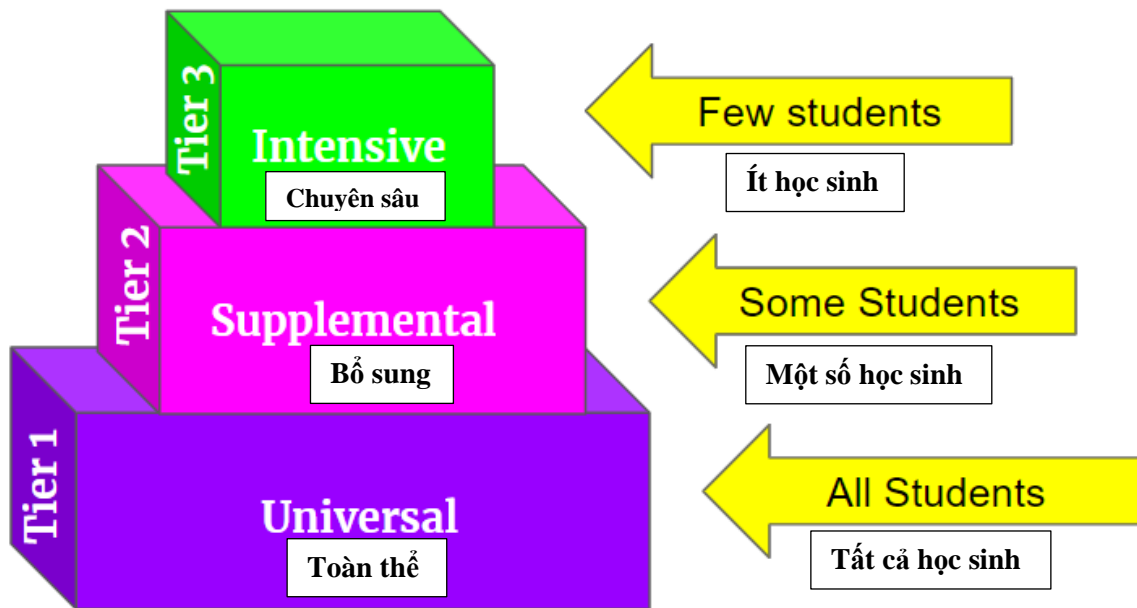 Tier 3
Intensive
Chuyên sâu
Few students
Ít học sinh
Tier 2
Supplemental
Bổ sung
Some Students
Một số học sinh
Tier 1
Universal
Toàn thể
All Students
Tất cả học sinh